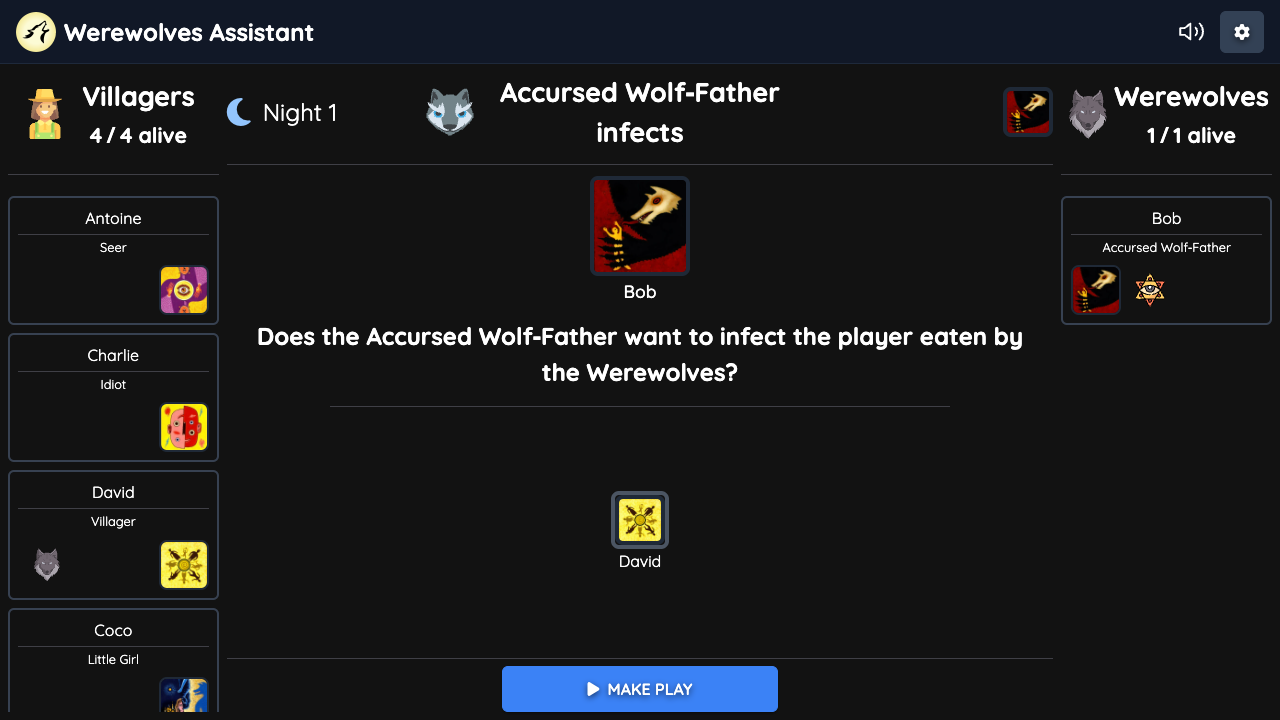 Werewolves Assistant
Villagers
4 / 4 alive
Night 1
Accursed Wolf-Father
infects
Werewolves
1 / 1 alive
Antoine
Seer
Charlie
Idiot
David
Villager
Coco
Little Girl
Bob
Does the Accursed Wolf-Father want to infect the player eaten by
the Werewolves?
David
MAKE PLAY
Bob
Accursed Wolf-Father